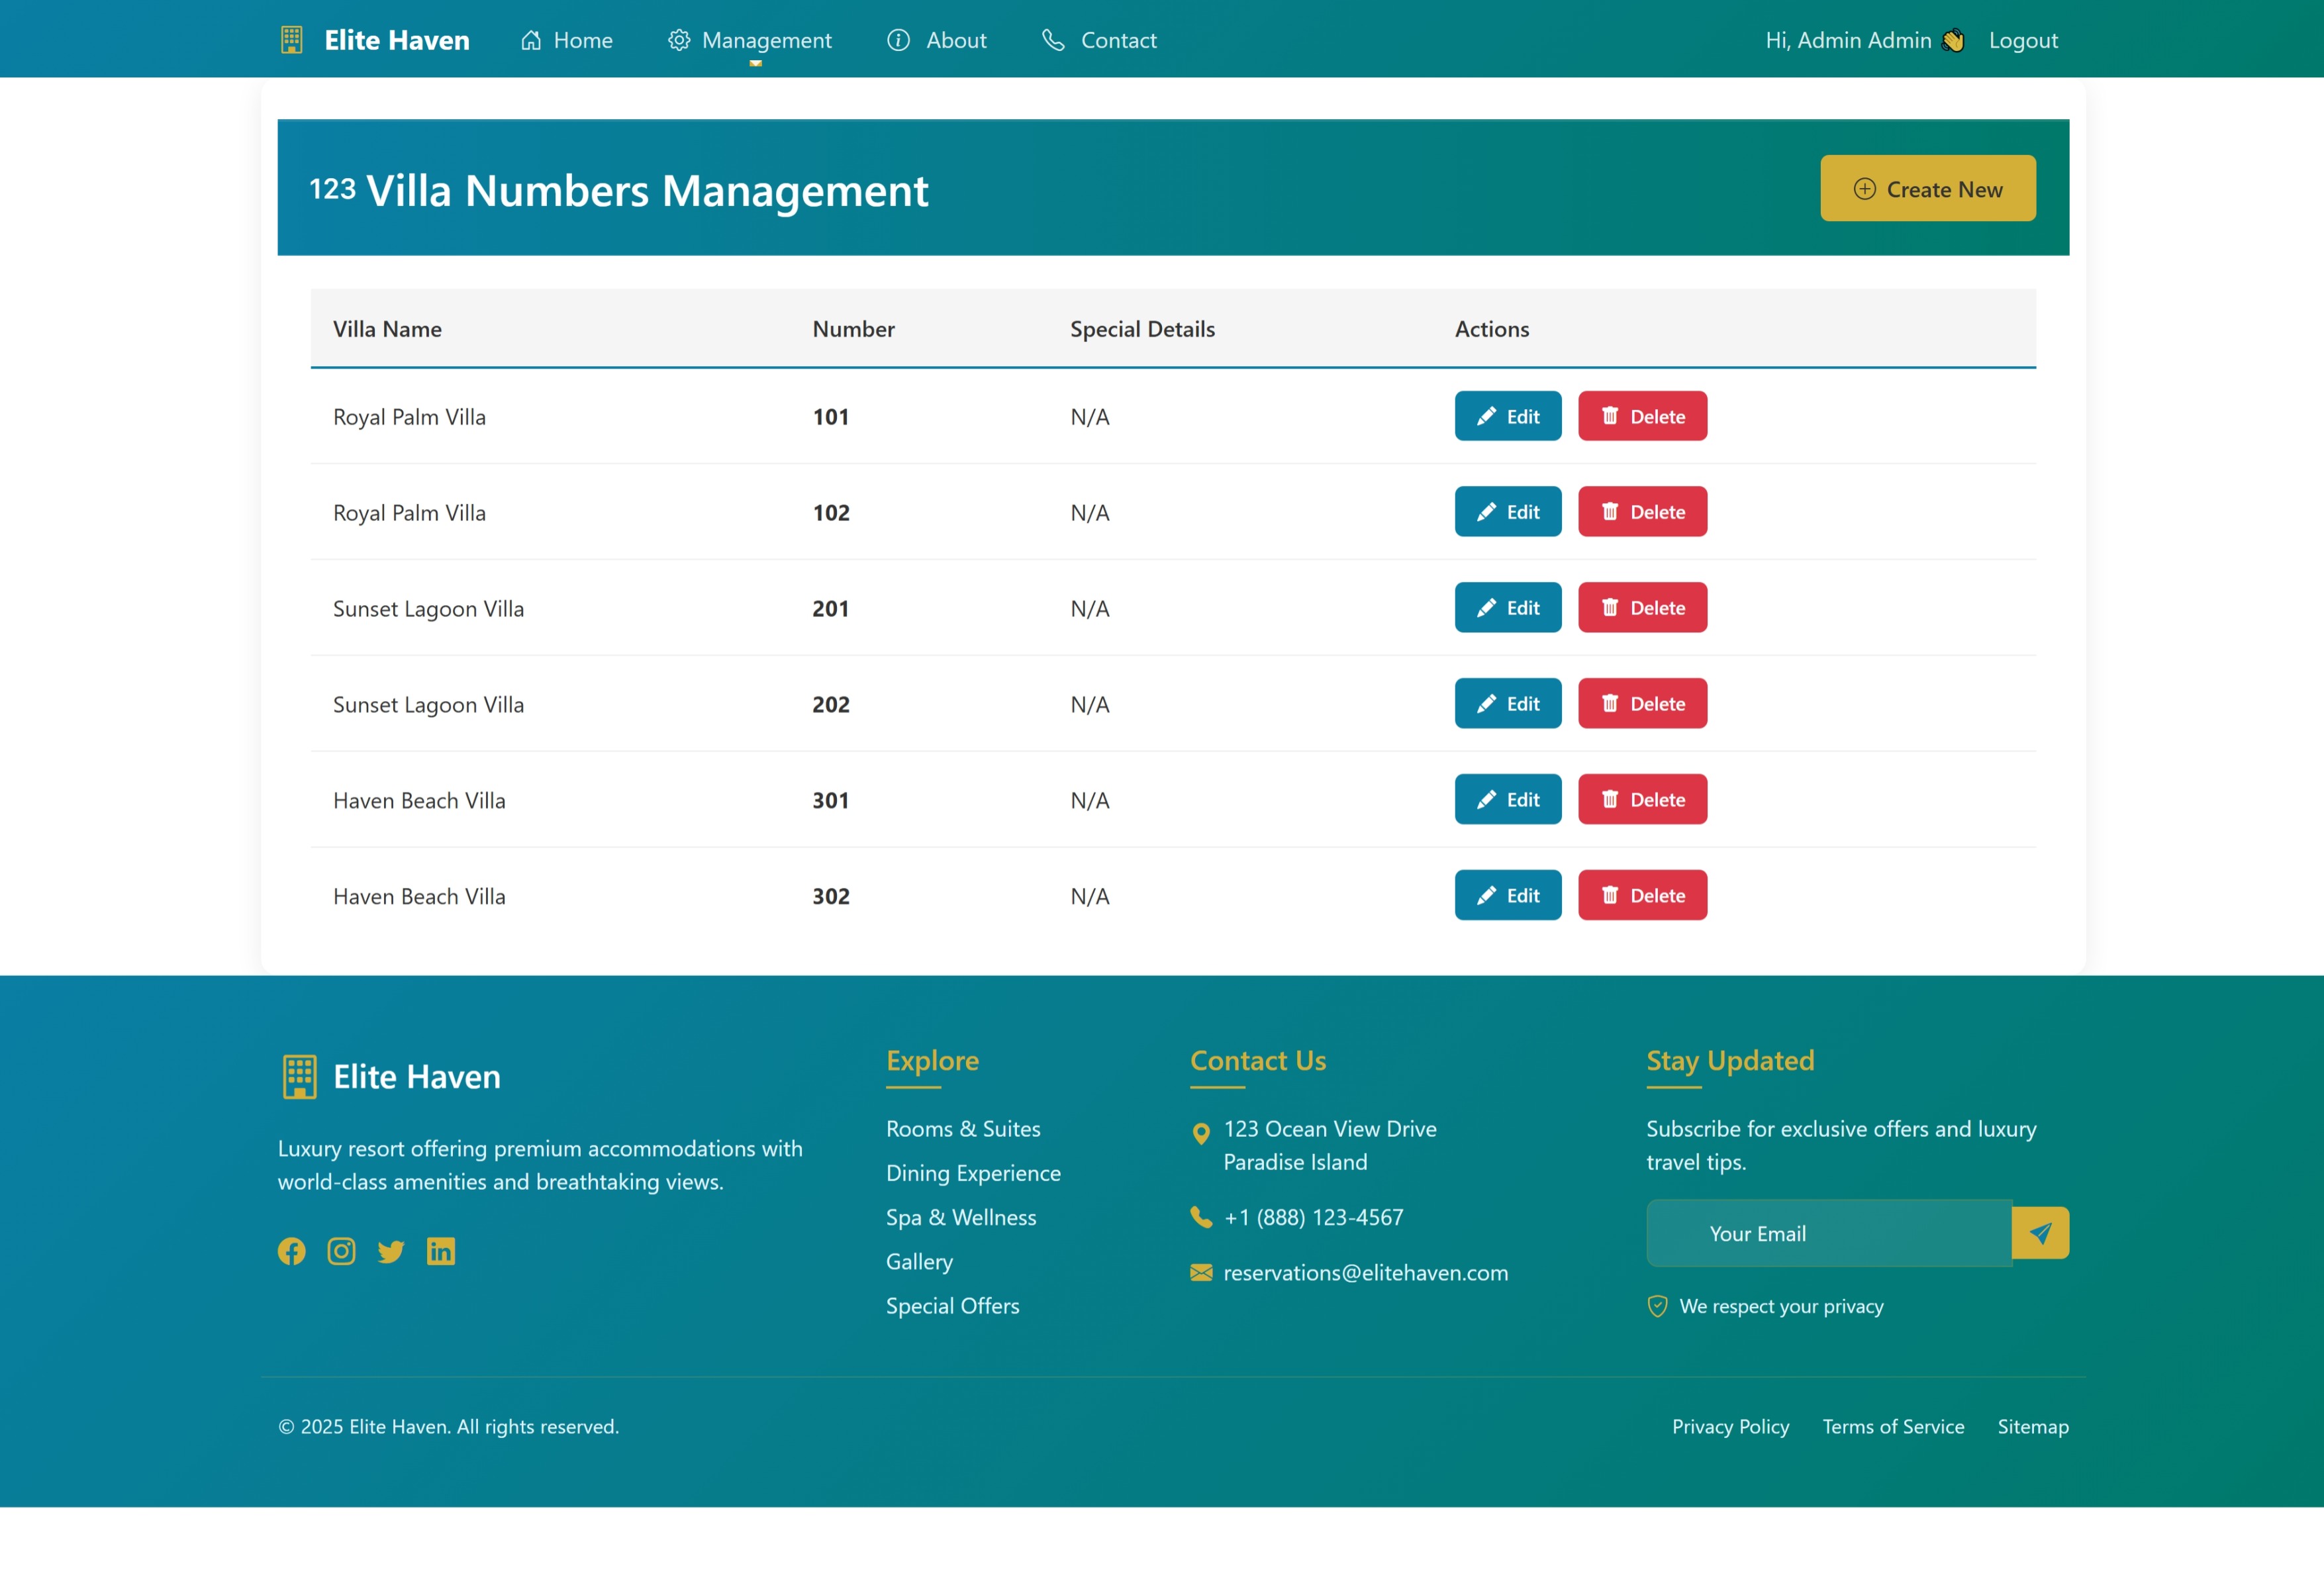 Elite Haven Home Management About Contact Hi, Admin Admin 👋 Logout
123 Villa Numbers Management Create New
Villa Name Number Special Details Actions
Royal Palm Villa 101 N/A Edit Delete
Royal Palm Villa 102 N/A Edit Delete
Sunset Lagoon Villa 201 N/A Edit Delete
Sunset Lagoon Villa 202 N/A Edit Delete
Haven Beach Villa 301 N/A Edit Delete
Haven Beach Villa 302 N/A Edit Delete
Elite Haven
Luxury resort offering premium accommodations with
world-class amenities and breathtaking views.
Explore
Rooms & Suites
Dining Experience
Spa & Wellness
Gallery
Special Offers
Contact Us
123 Ocean View Drive
Paradise Island
+1 (888) 123-4567
reservations@elitehaven.com
Stay Updated
Subscribe for exclusive offers and luxury
travel tips.
Your Email
We respect your privacy
© 2025 Elite Haven. All rights reserved.
Privacy Policy Terms of Service Sitemap